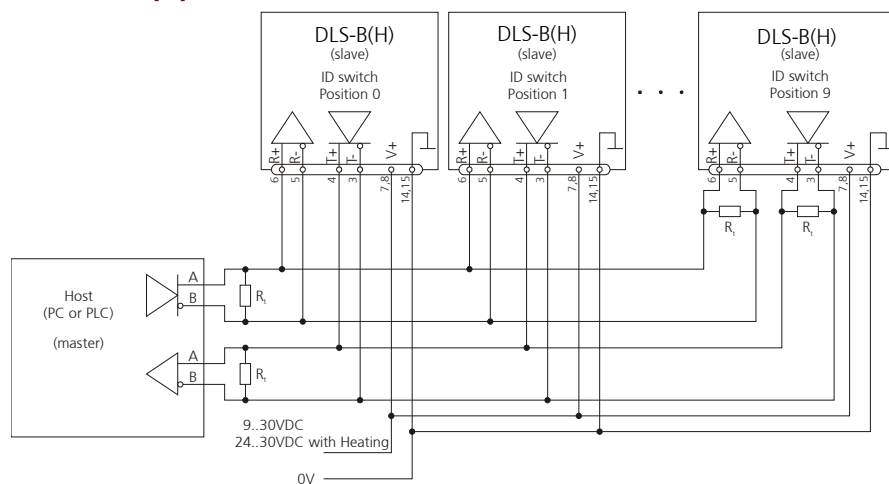 DLS-B(H)
(slave)
ID switch
Position 0
R+
R-
T+
T-
V+
6
5
4
3
7,8
14,15
DLS-B(H)
(slave)
ID switch
Position 1
R+
R-
T+
T-
V+
6
5
4
3
7,8
14,15
. . .
DLS-B(H)
(slave)
ID switch
Position 9
R+
R-
T+
T-
V+
6
5
4
3
7,8
14,15
Rt
Rt
Host
(PC or PLC)
(master)
A
B
Rt
A
B
Rt
9..30VDC
24..30VDC with Heating
0V